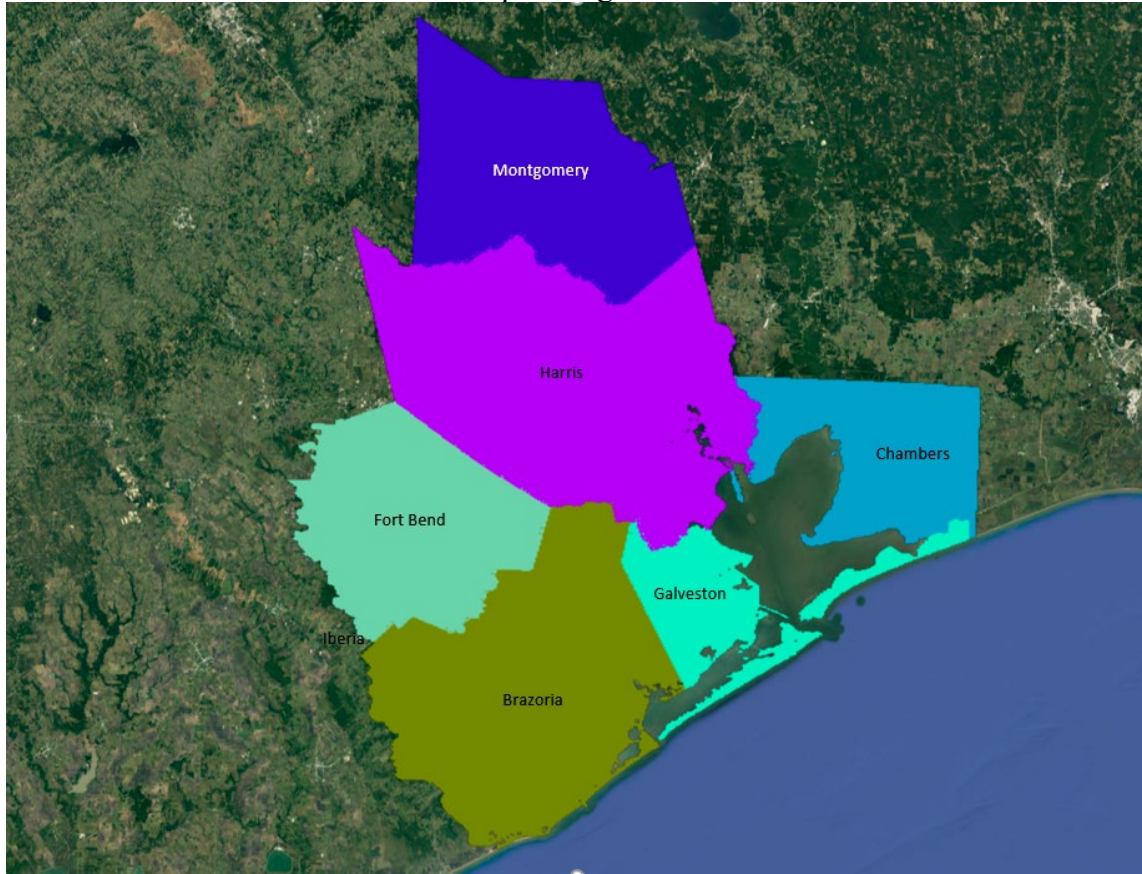 Montgomery
Harris
Chambers
Fort Bend
Galveston
Iberia
Brazoria